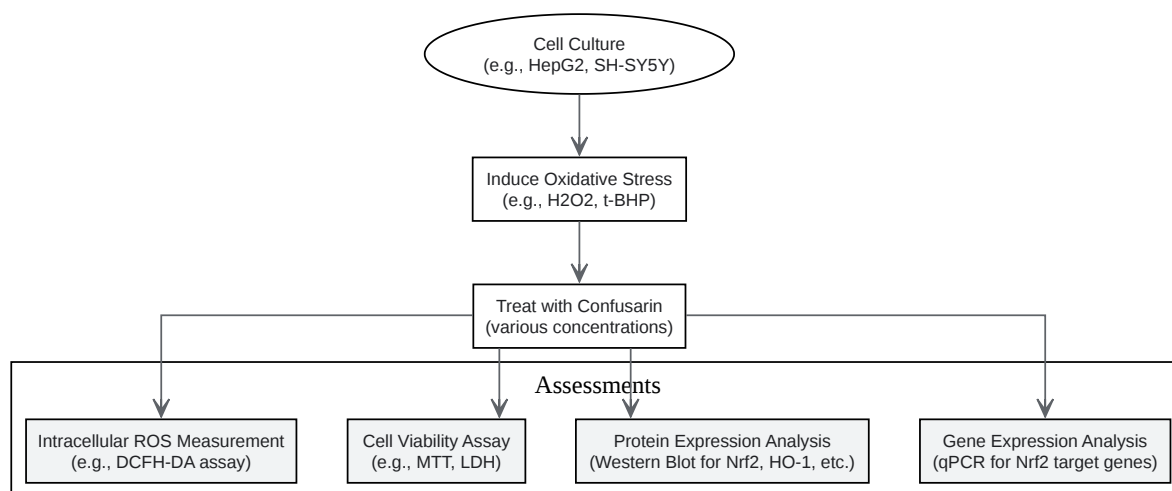 Cell Culture
(e.g., HepG2, SH-SY5Y)
Induce Oxidative Stress
(e.g., H2O2, t-BHP)
Treat with Confusarin
(various concentrations)
Assessments
Intracellular ROS Measurement
(e.g., DCFH-DA assay)
Cell Viability Assay
(e.g., MTT, LDH)
Protein Expression Analysis
(Western Blot for Nrf2, HO-1, etc.)
Gene Expression Analysis
(qPCR for Nrf2 target genes)